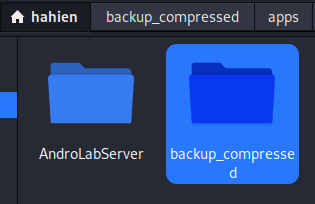 hahien backup_compressed apps
AndroLabServer
backup_compresse
d